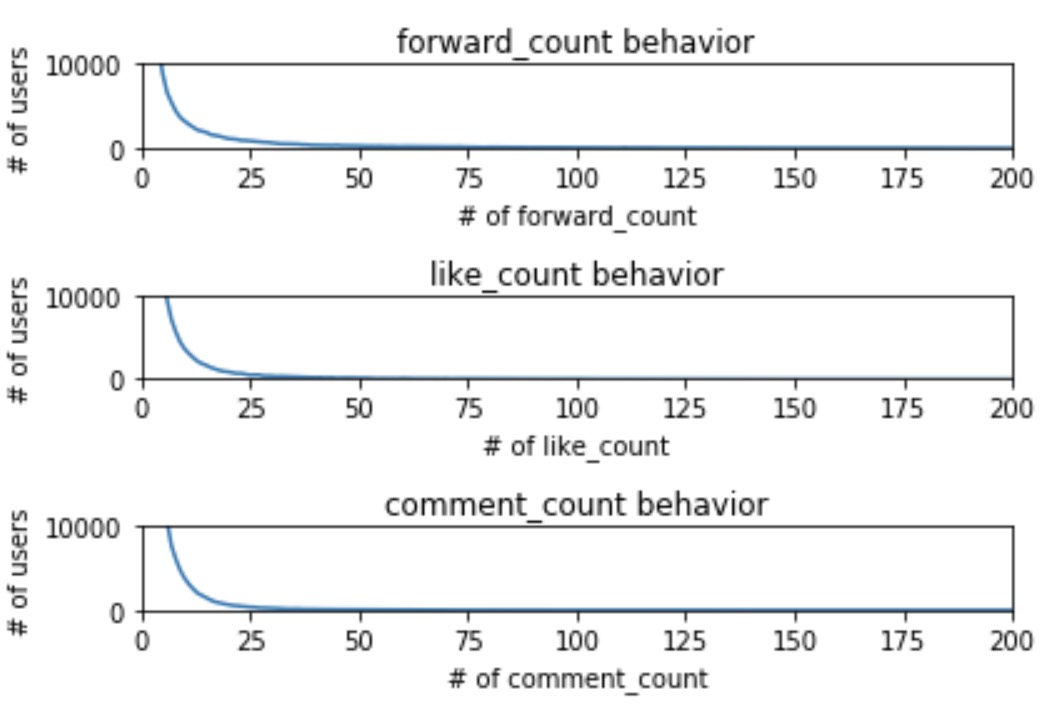 forward_count behavior
# of users
10000
0
0 25 50 75 100 125 150 175 200
# of forward_count
like_count behavior
# of users
10000
0
0 25 50 75 100 125 150 175 200
# of like_count
comment_count behavior
# of users
10000
0
0 25 50 75 100 125 150 175 200
# of comment_count